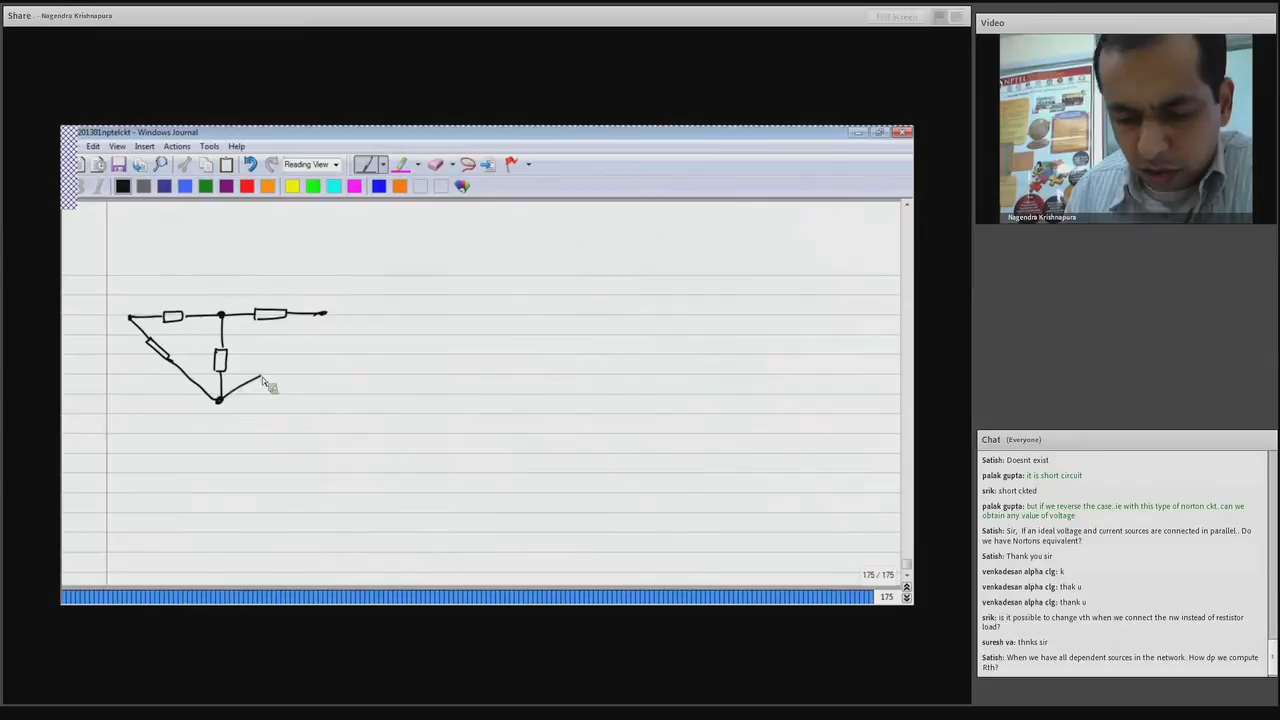 Share - Nagendra Krishnapura
Full Screen
Video
201301nptelckt - Windows Journal
Edit View Insert Actions Tools Help
Reading View
NPTEL
Nagendra Krishnapura
175 / 175
175
Chat (Everyone)
Satish: Doesnt exist
palak gupta: it is short circuit
srik: short ckted
palak gupta: but if we reverse the case..ie with this type of norton ckt..can we
obtain any value of voltage
Satish: Sir, If an ideal voltage and current sources are connected in parallel.. Do
we have Nortons equivalent?
Satish: Thank you sir
venkadesan alpha clg: k
venkadesan alpha clg: thak u
venkadesan alpha clg: thank u
srik: is it possible to change vth when we connect the nw instead of restistor
load?
suresh va: thnks sir
Satish: When we have all dependent sources in the network. How dp we compute
Rth?